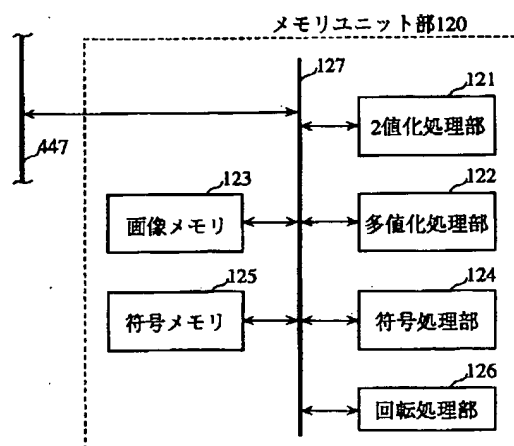 メモリユニット部120
127
121
2値化処理部
447
123
画像メモリ
122
多値化処理部
125
符号メモリ
124
符号処理部
126
回転処理部